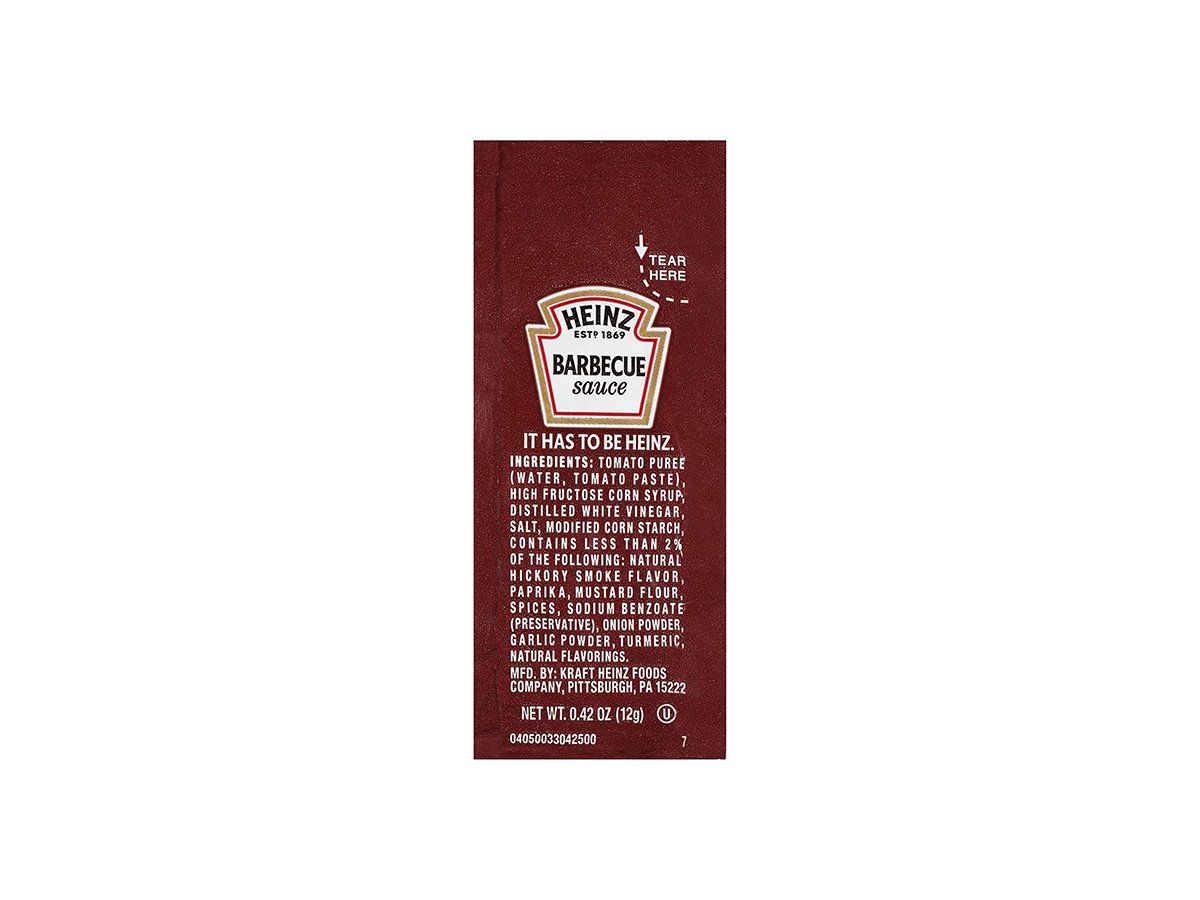 TEAR
HERE
HEINZ
ESTD 1869
BARBECUE
sauce
IT HAS TO BE HEINZ.
INGREDIENTS: TOMATO PUREE
(WATER, TOMATO PASTE),
HIGH FRUCTOSE CORN SYRUP,
DISTILLED WHITE VINEGAR,
SALT, MODIFIED CORN STARCH,
CONTAINS LESS THAN 2%
OF THE FOLLOWING: NATURAL
HICKORY SMOKE FLAVOR,
PAPRIKA, MUSTARD FLOUR,
SPICES, SODIUM BENZOATE
(PRESERVATIVE), ONION POWDER,
GARLIC POWDER, TURMERIC,
NATURAL FLAVORINGS.
MFD. BY: KRAFT HEINZ FOODS
COMPANY, PITTSBURGH, PA 15222
NET WT. 0.42 OZ (12g) U
04050033042500 7